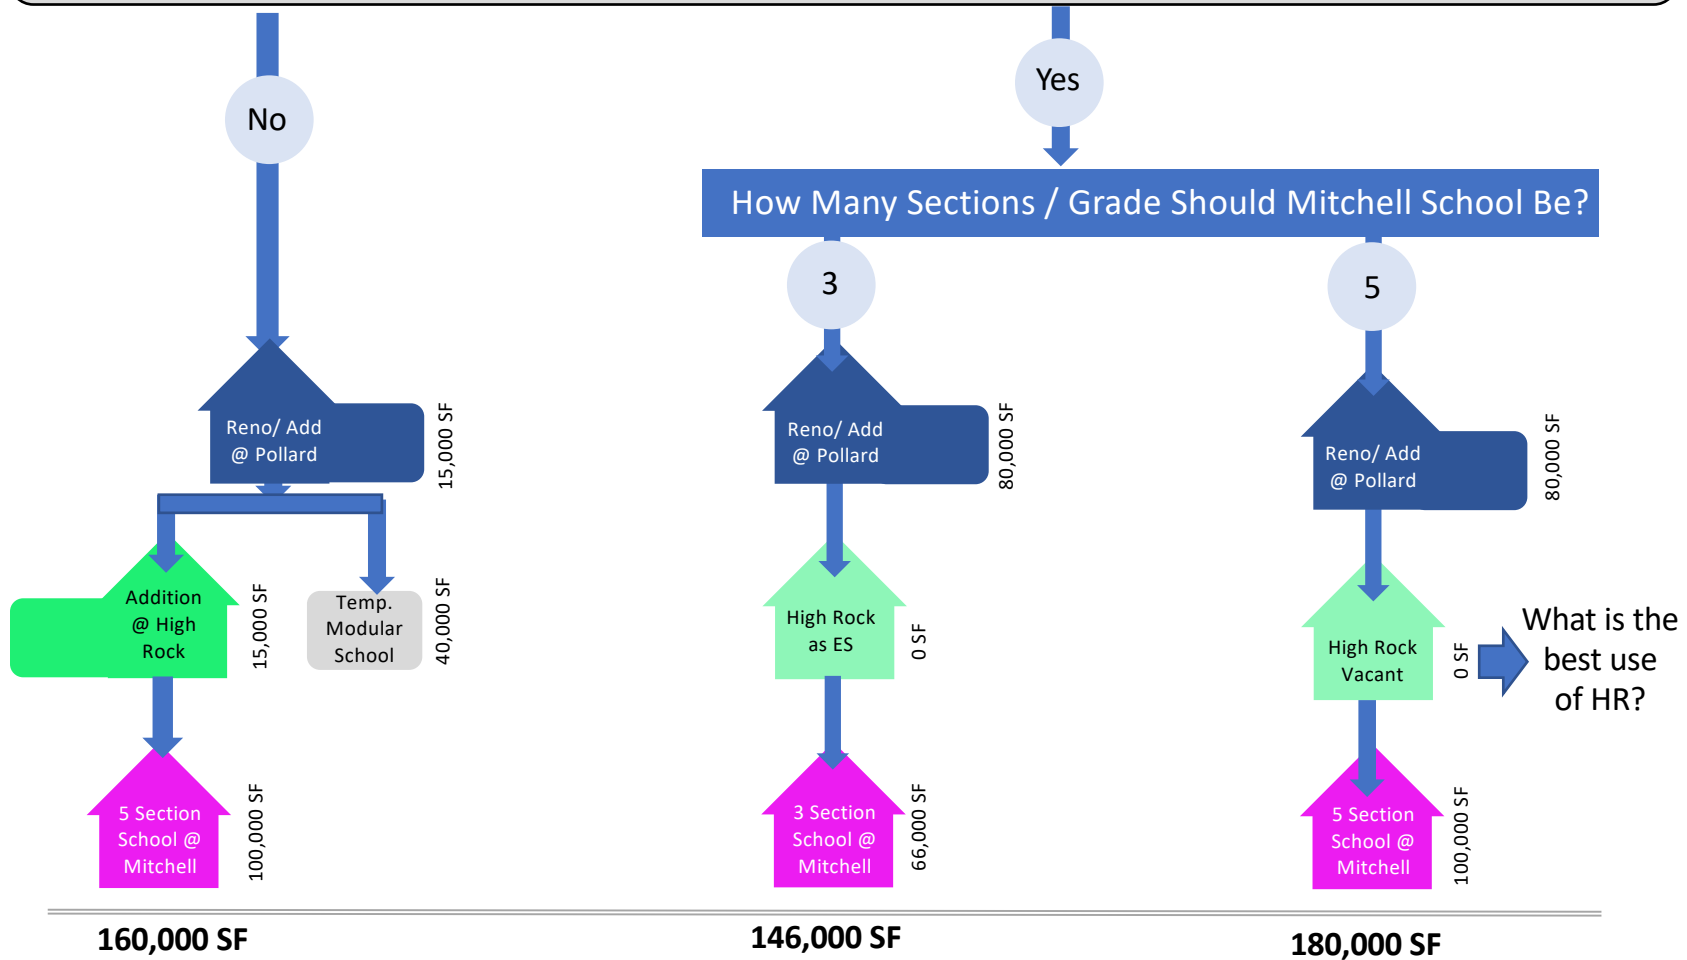 No
Yes
How Many Sections / Grade Should Mitchell School Be?
3
5
Reno/ Add
@ Pollard
15,000 SF
Reno/ Add
@ Pollard
80,000 SF
Reno/ Add
@ Pollard
80,000 SF
Addition
@ High
Rock
15,000 SF
Temp.
Modular
School
40,000 SF
High Rock
as ES
0 SF
High Rock
Vacant
0 SF
What is the
best use
of HR?
5 Section
School @
Mitchell
100,000 SF
3 Section
School @
Mitchell
66,000 SF
5 Section
School @
Mitchell
100,000 SF
160,000 SF
146,000 SF
180,000 SF